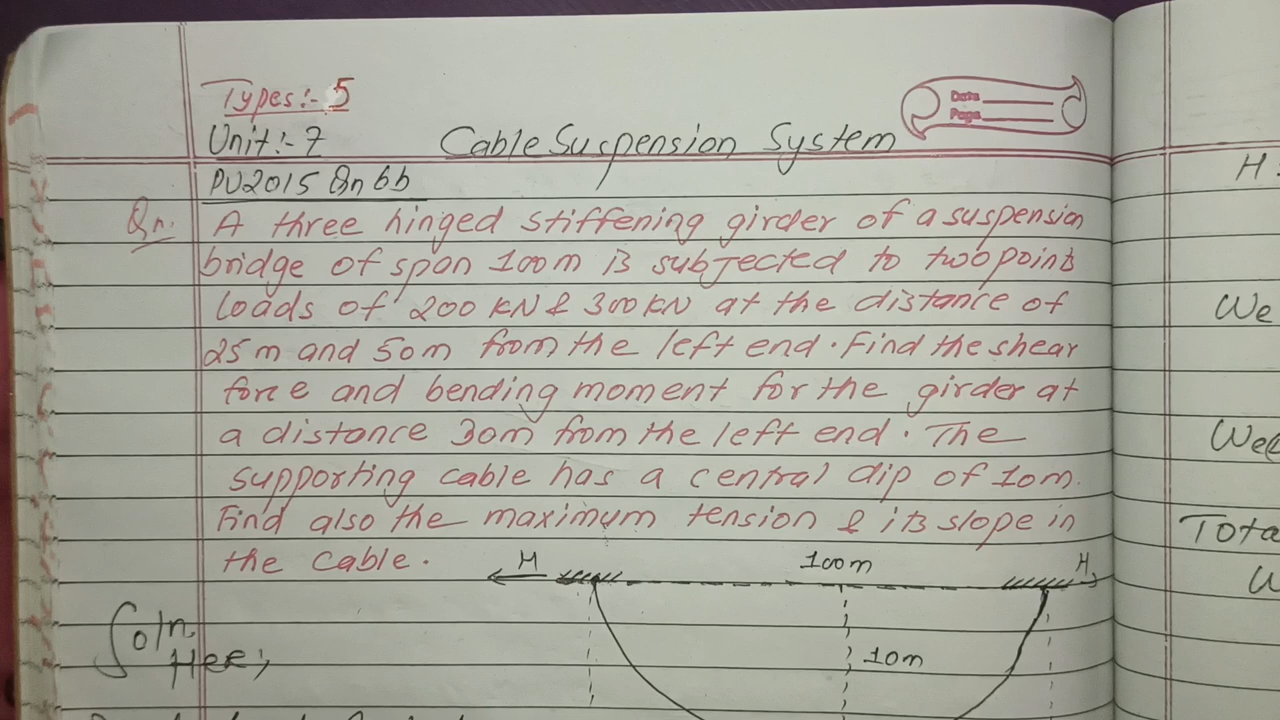 Types:- 5
Date
Page
Unit:- 7 Cable Suspension System
PU2015 Qn 6b
Qn. A three hinged stiffening girder of a suspension
bridge of span 100m is subjected to two point
loads of 200 KN & 300 KN at the distance of
25 m and 50m from the left end. Find the shear
force and bending moment for the girder at
a distance 30m from the left end. The
supporting cable has a central dip of 10m.
Find also the maximum tension & its slope in
the cable.
H 100m H
Soln.
Here,
10m
H
We
Wee
Tota
W